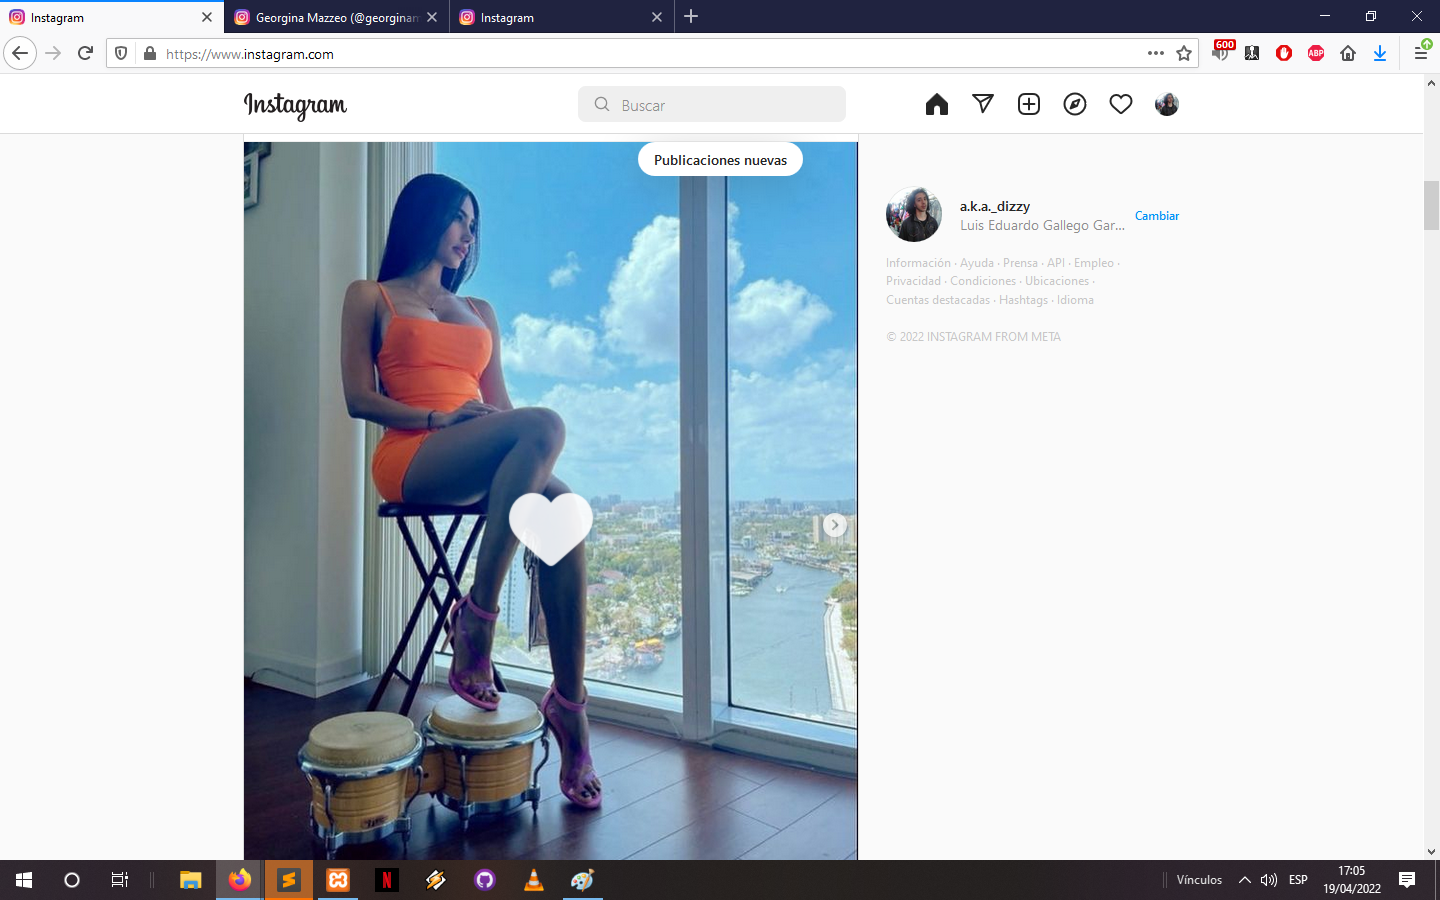 Instagram
Georgina Mazzeo (@georginam
Instagram
https://www.instagram.com
600
ABP
Instagram
Buscar
Publicaciones nuevas
a.k.a._dizzy
Luis Eduardo Gallego Gar...
Cambiar
Información · Ayuda · Prensa · API · Empleo ·
Privacidad · Condiciones · Ubicaciones ·
Cuentas destacadas · Hashtags · Idioma
© 2022 INSTAGRAM FROM META
N
Vínculos
ESP
17:05
19/04/2022